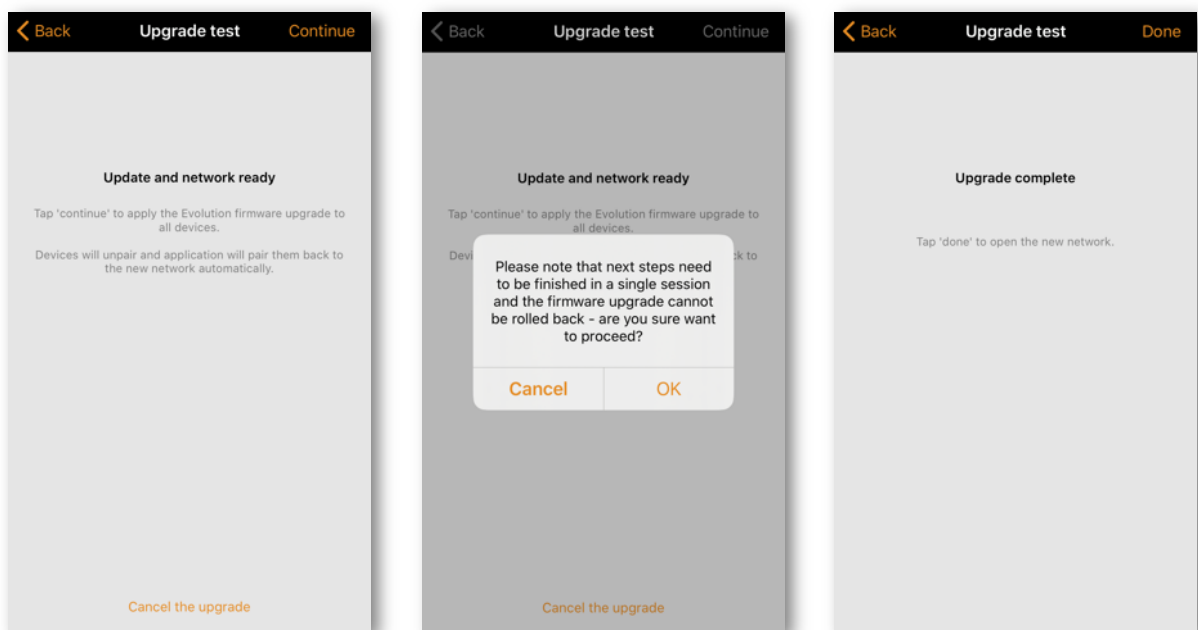 Back Upgrade test Continue
Update and network ready
Tap 'continue' to apply the Evolution firmware upgrade to
all devices.
Devices will unpair and application will pair them back to
the new network automatically.
Cancel the upgrade
Back Upgrade test Continue
Update and network ready
Tap 'continue' to apply the Evolution firmware upgrade to
all devices.
Devi
ck to
Please note that next steps need
to be finished in a single session
and the firmware upgrade cannot
be rolled back - are you sure want
to proceed?
Cancel OK
Cancel the upgrade
Back Upgrade test Done
Upgrade complete
Tap 'done' to open the new network.